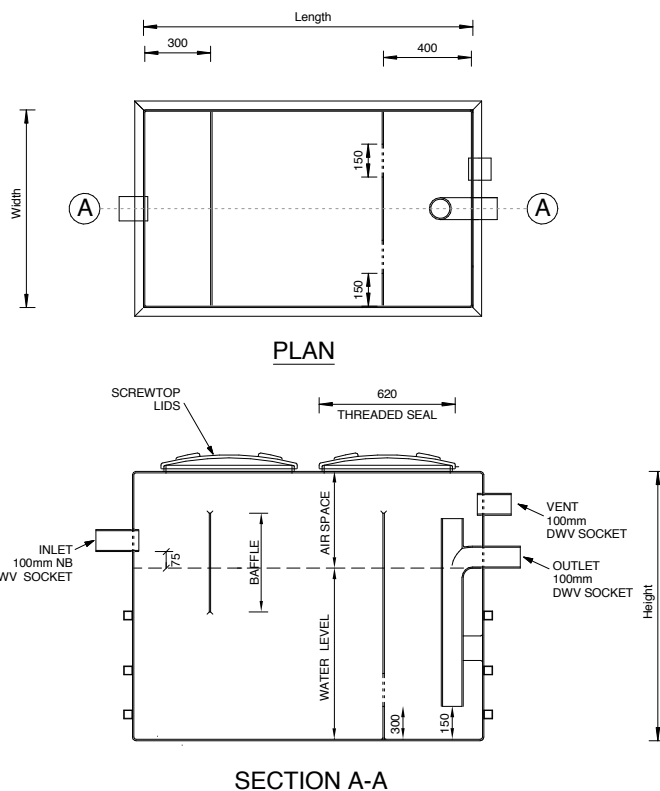 Length
300
400
150
Width
A
A
150
PLAN
SCREWTOP
LIDS
620
THREADED SEAL
AIR SPACE
VENT
100mm
DWV SOCKET
INLET
100mm NB
WV SOCKET
75
BAFFLE
OUTLET
100mm
DWV SOCKET
Height
WATER LEVEL
300
150
SECTION A-A